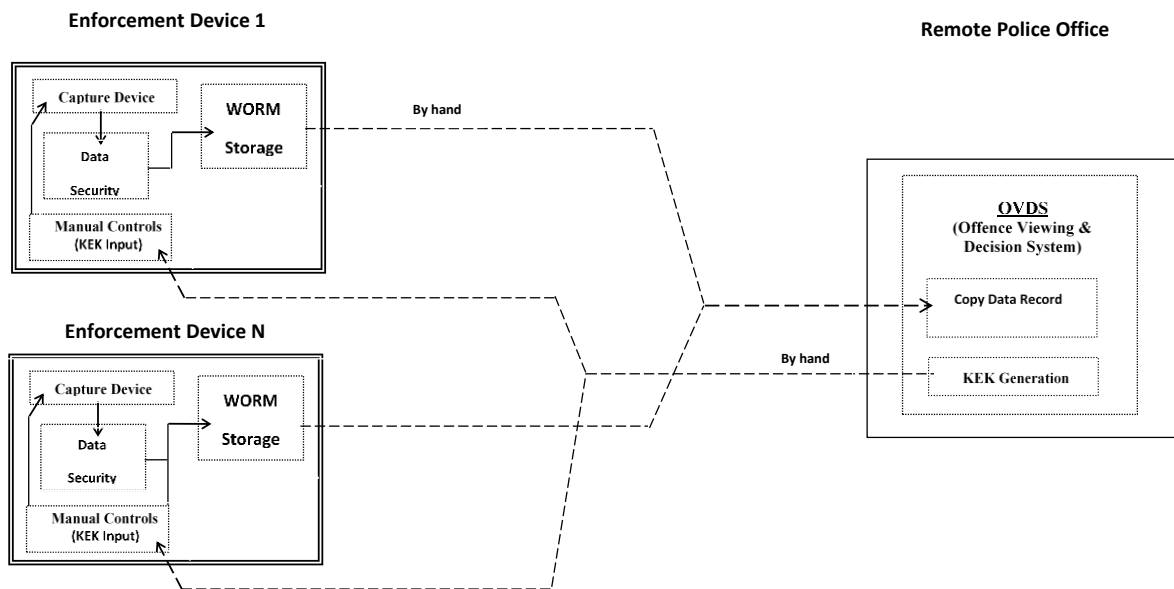 Enforcement Device 1
Capture Device
Data
Security
WORM
Storage
Manual Controls
(KEK Input)
By hand
Remote Police Office
OVDS
(Offence Viewing &
Decision System)
Copy Data Record
KEK Generation
By hand
Enforcement Device N
Capture Device
Data
Security
WORM
Storage
Manual Controls
(KEK Input)